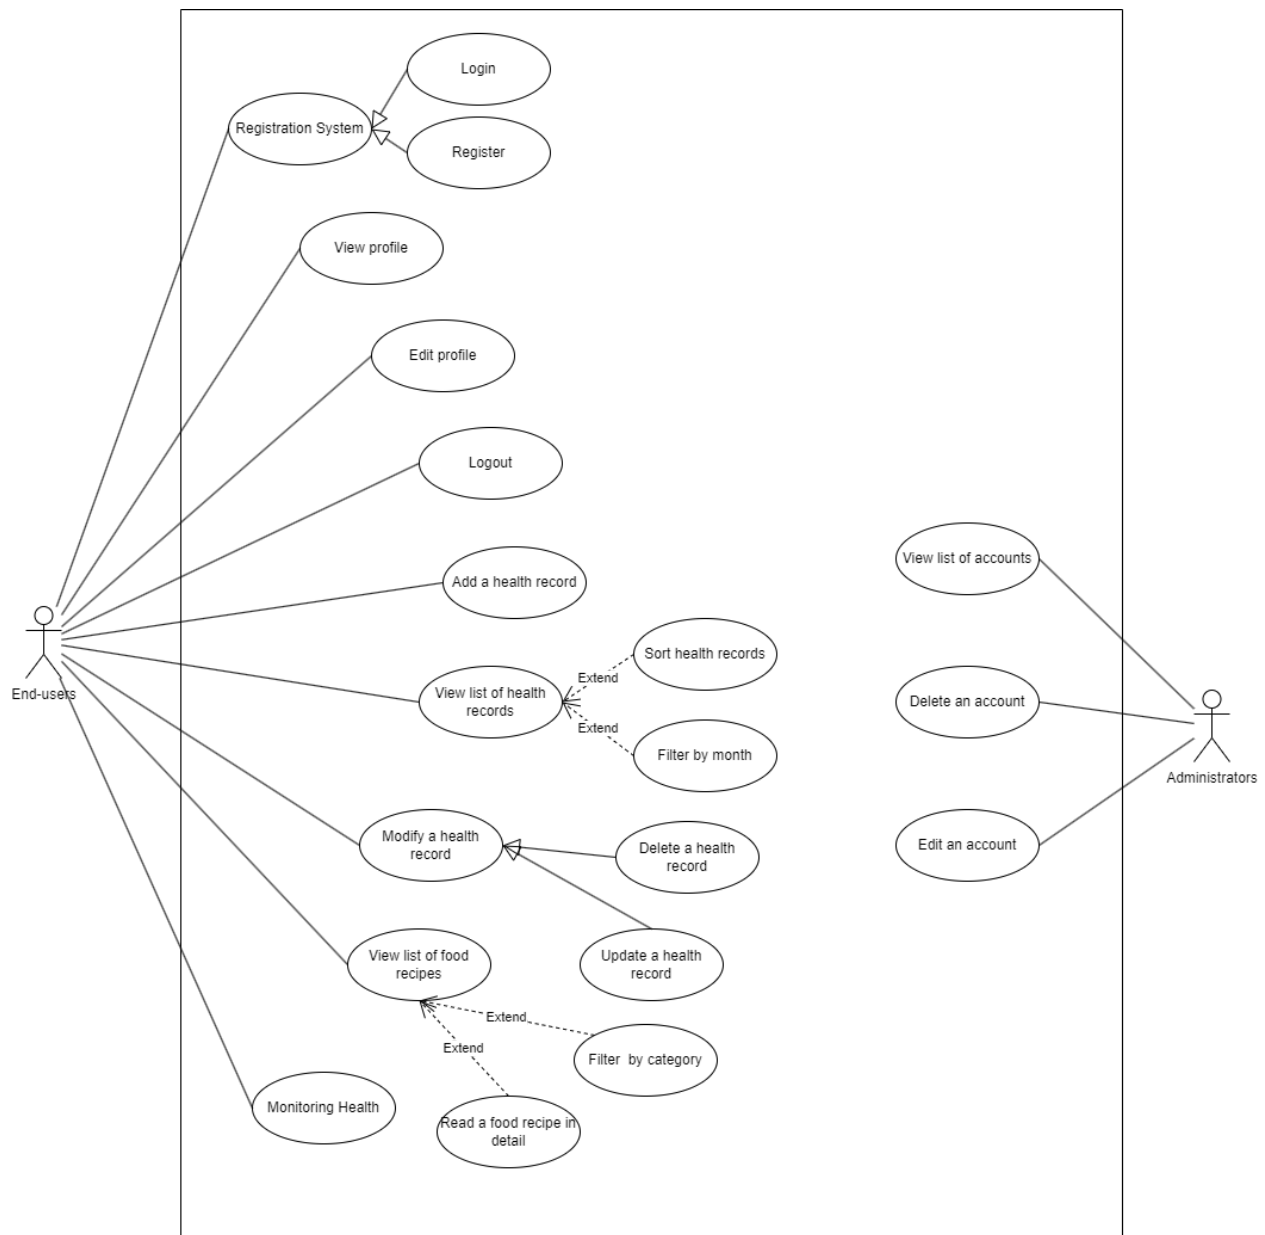 Login
Registration System
Register
View profile
Edit profile
Logout
View list of accounts
Add a health record
Sort health records
Extend
End-users
View list of health
records
Delete an account
Extend
Filter by month
Administrators
Modify a health
record
Delete a health
record
Edit an account
View list of food
recipes
Update a health
record
Extend
Extend
Filter  by category
Monitoring Health
Read a food recipe in
detail